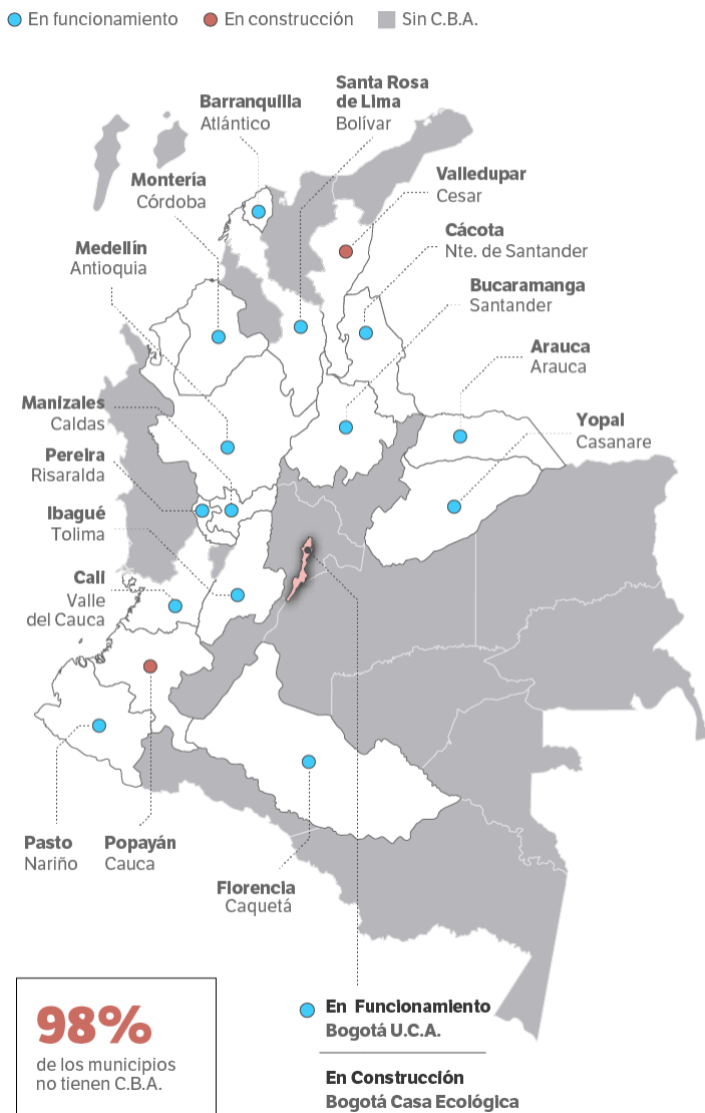 En funcionamiento
En construcción
Sin C.B.A.
Santa Rosa
de Lima
Bolívar
Barranquilla
Atlántico
Valledupar
Cesar
Montería
Córdoba
Cácota
Nte. de Santander
Medellín
Antioquia
Bucaramanga
Santander
Arauca
Arauca
Manizales
Caldas
Yopal
Casanare
Pereira
Risaralda
Ibagué
Tolima
Cali
Valle
del Cauca
Pasto
Nariño
Popayán
Cauca
Florencia
Caquetá
98%
de los municipios
no tienen C.B.A.
En Funcionamiento
Bogotá U.C.A.
En Construcción
Bogotá Casa Ecológica